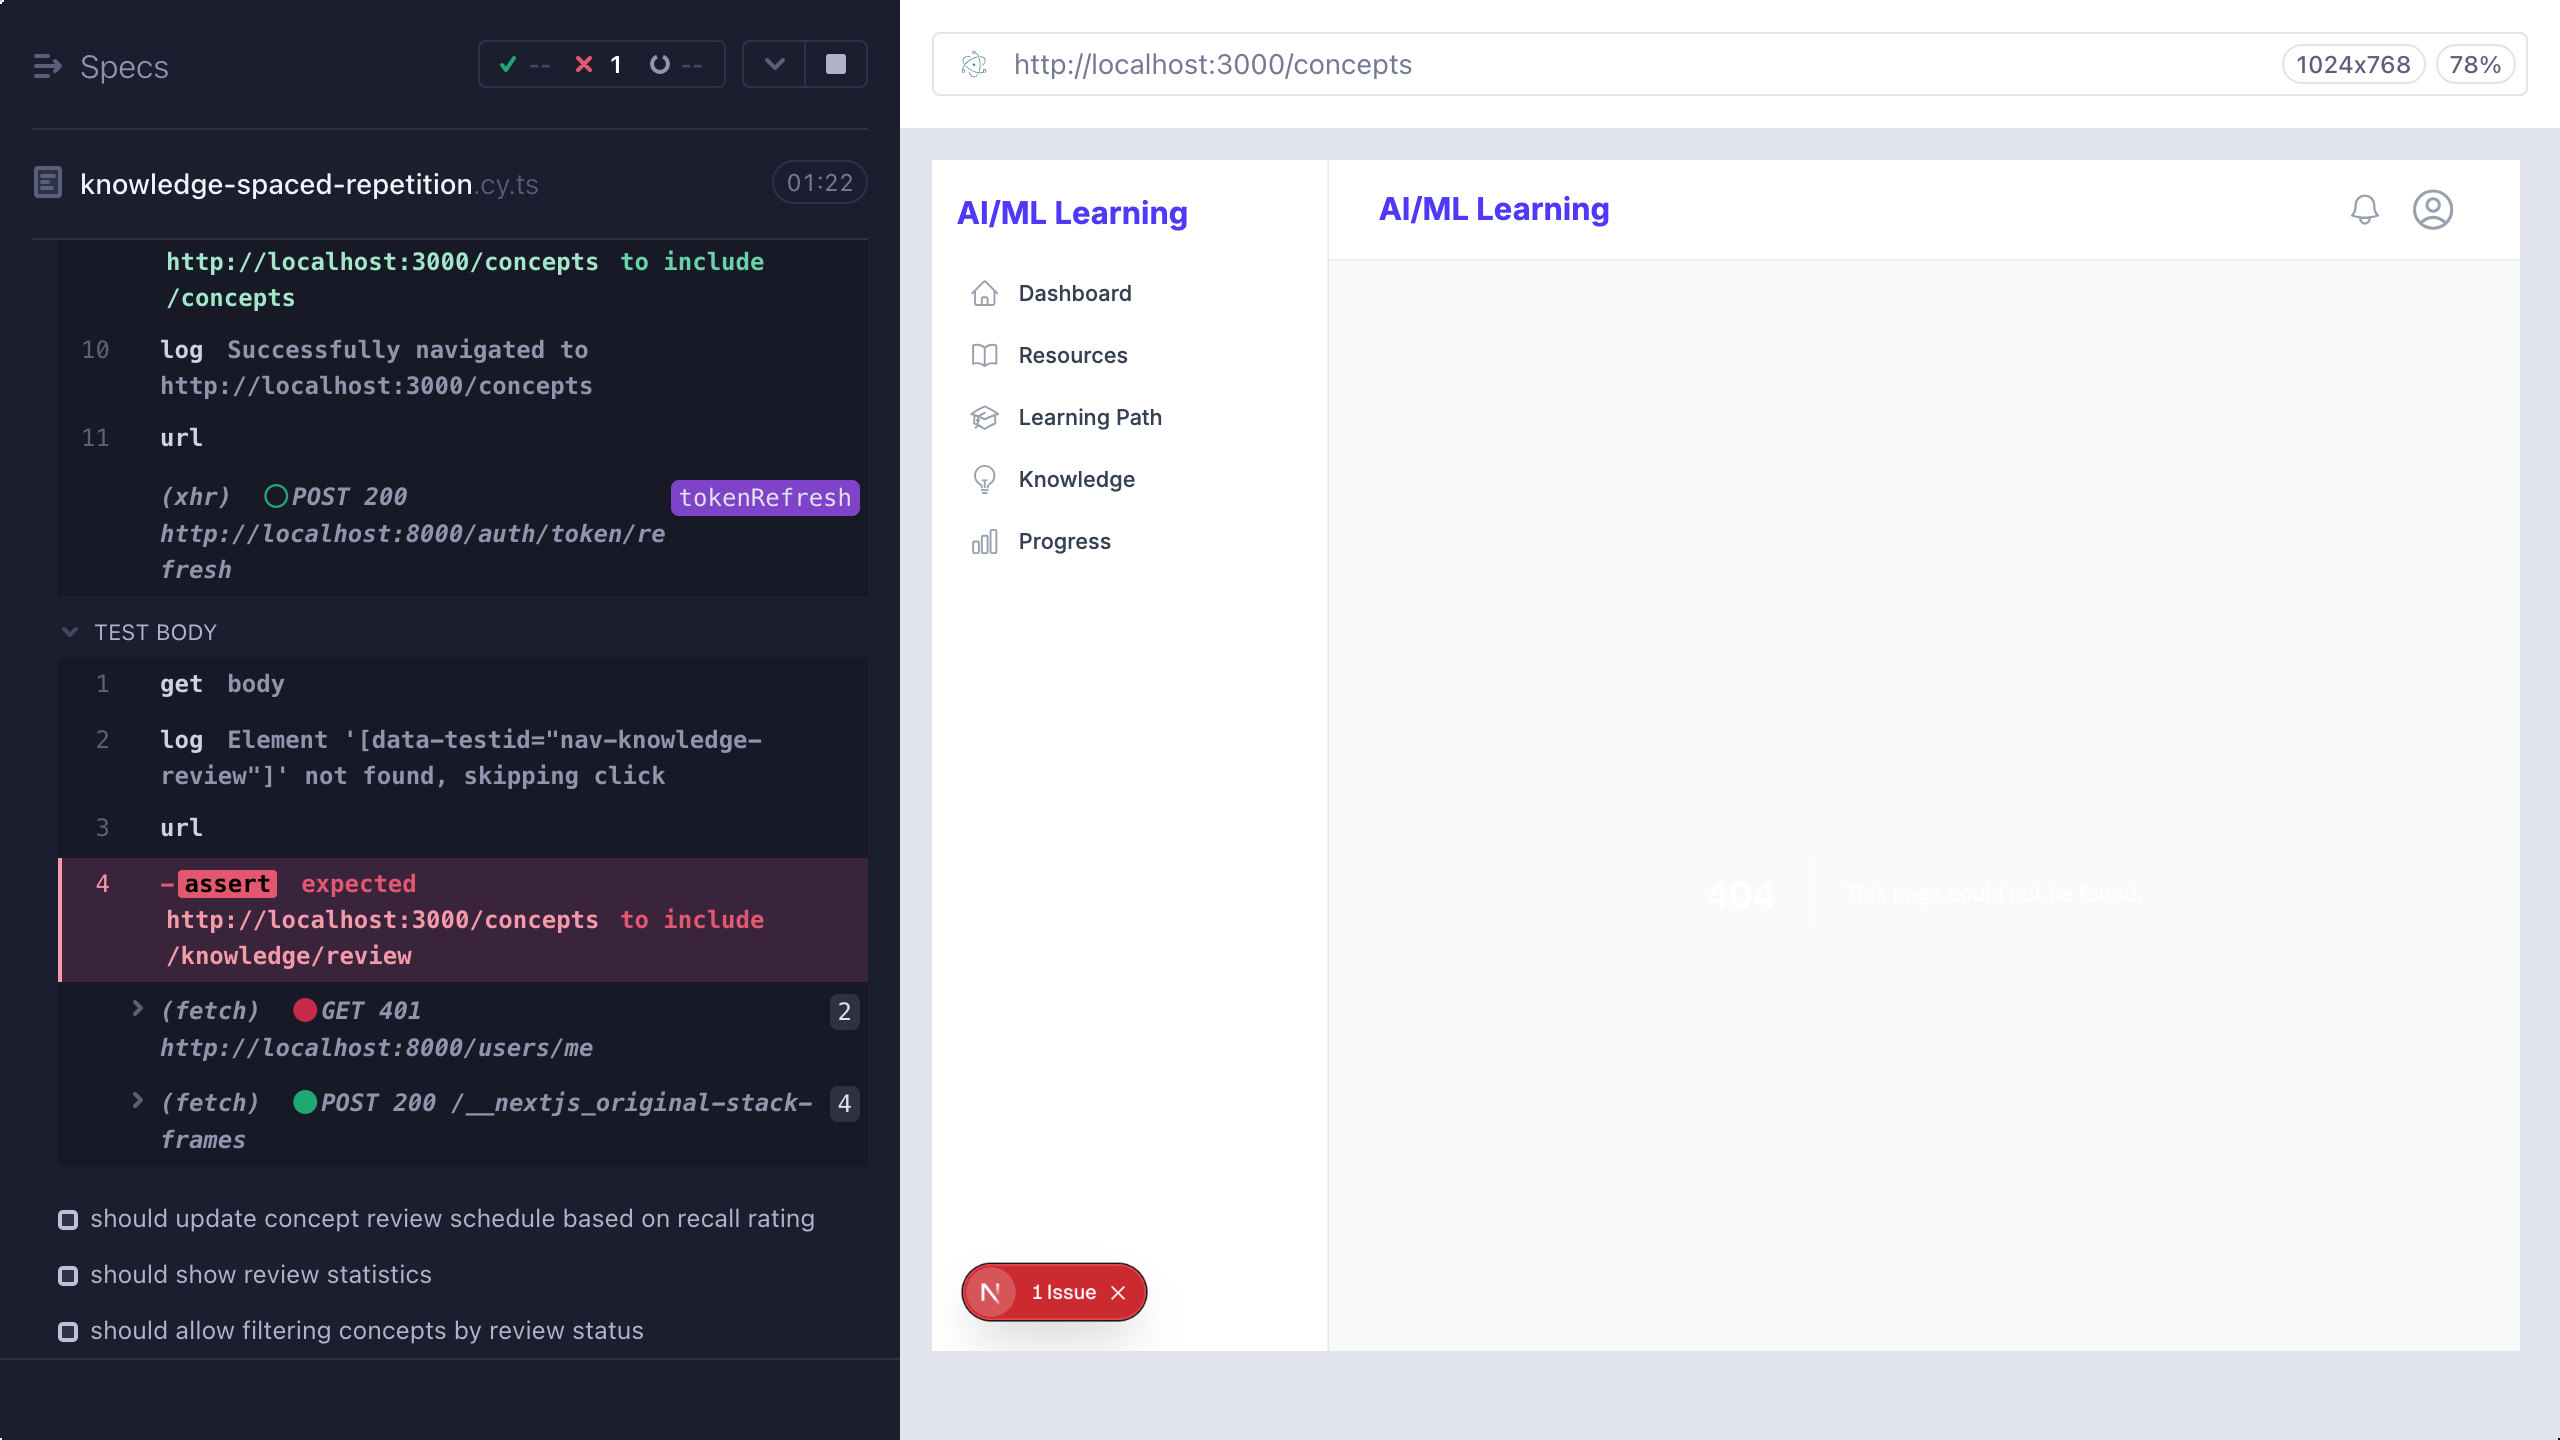 Specs
-- 1 --
knowledge-spaced-repetition.cy.ts 01:22
http://localhost:3000/concepts to include
/concepts
10 log Successfully navigated to
http://localhost:3000/concepts
11 url
(xhr) POST 200 tokenRefresh
http://localhost:8000/auth/token/re
fresh
TEST BODY
1 get body
2 log Element '[data-testid="nav-knowledge-
review"]' not found, skipping click
3 url
4 -assert expected
http://localhost:3000/concepts to include
/knowledge/review
(fetch) GET 401 2
http://localhost:8000/users/me
(fetch) POST 200 /__nextjs_original-stack- 4
frames
should update concept review schedule based on recall rating
should show review statistics
should allow filtering concepts by review status
http://localhost:3000/concepts 1024x768 78%
AI/ML Learning
Dashboard
Resources
Learning Path
Knowledge
Progress
N 1 Issue
AI/ML Learning
404 This page could not be found.